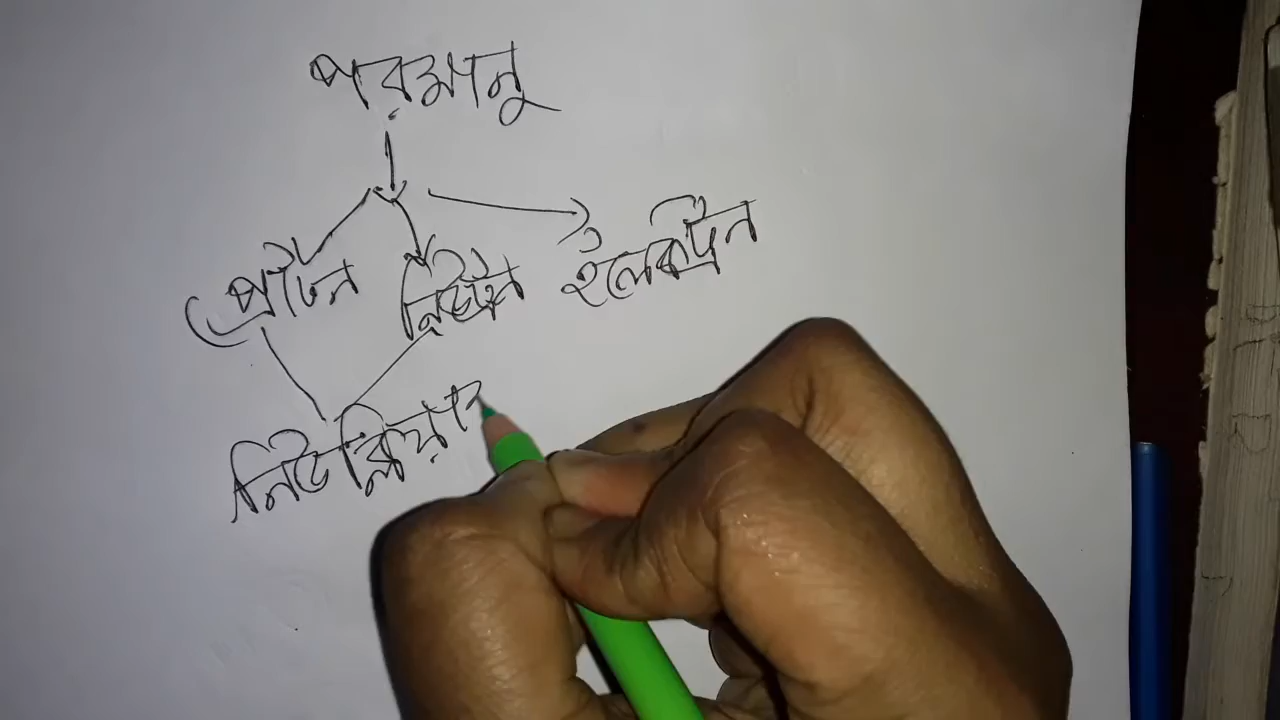 পরমানু
প্রোটন নিউট্রন ইলেকট্রন
নিউক্লিয়া